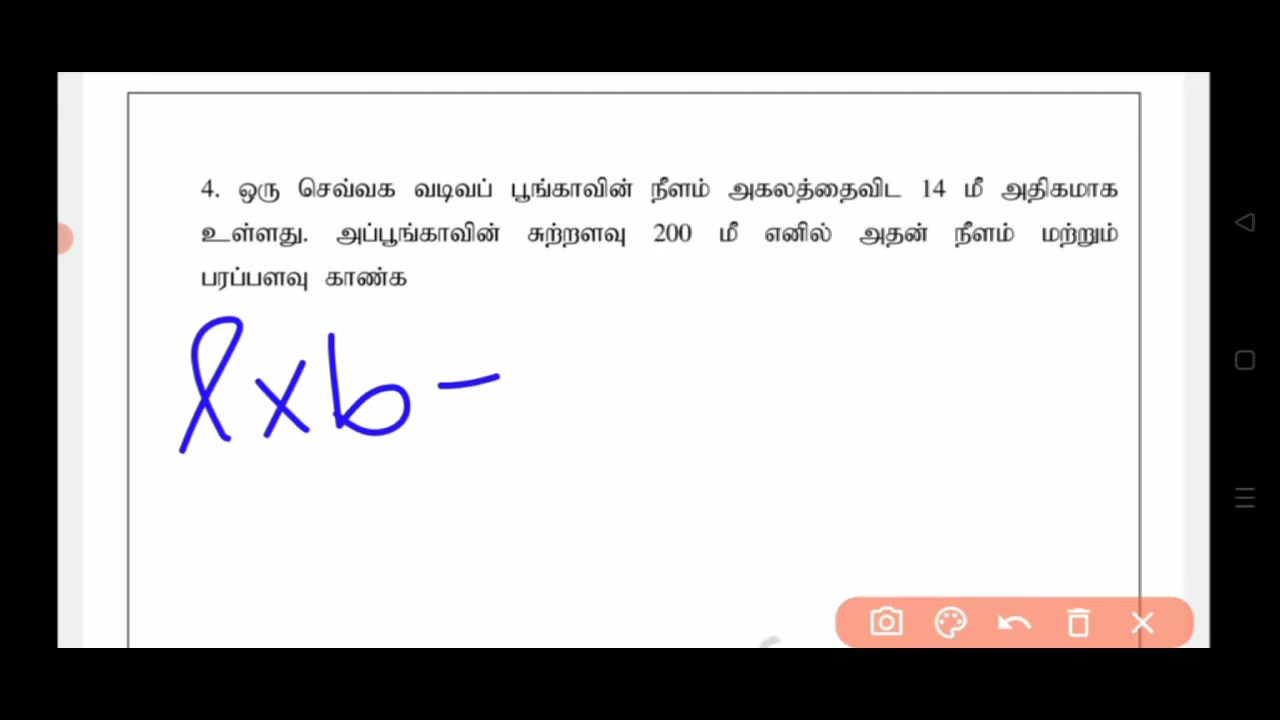 4. ஒரு செவ்வக வடிவப் பூங்காவின் நீளம் அகலத்தைவிட 14 மீ அதிகமாக
உள்ளது. அப்பூங்காவின் சுற்றளவு 200 மீ எனில் அதன் நீளம் மற்றும்
பரப்பளவு காண்க
l x b -